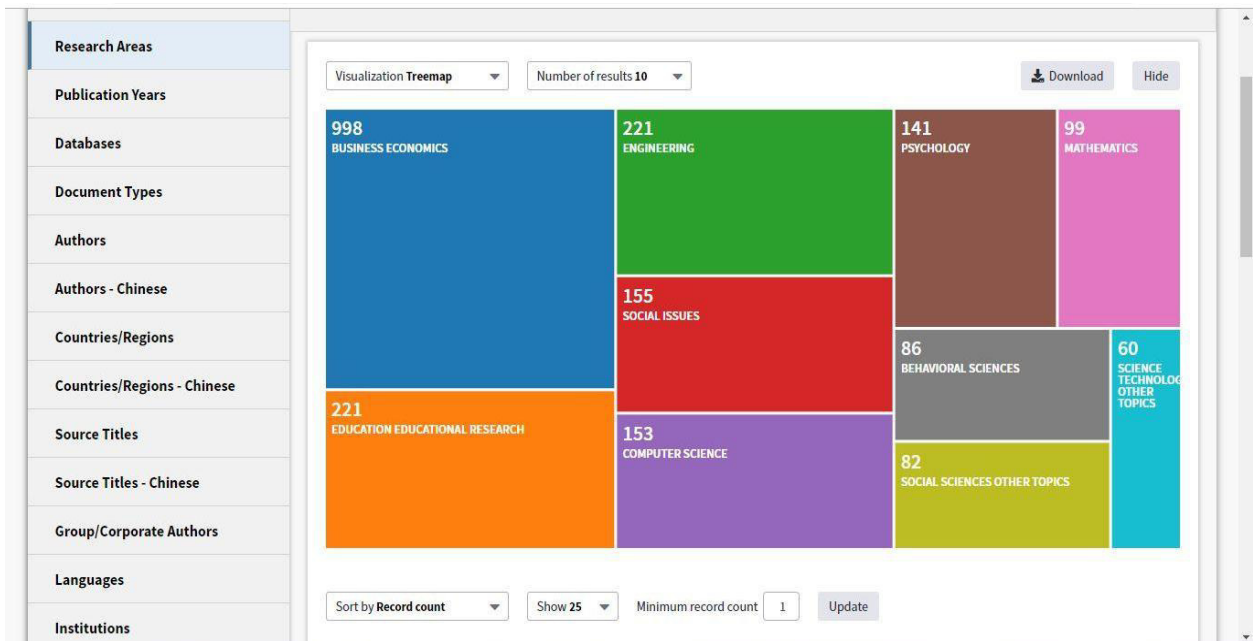 Research Areas
Publication Years
Databases
Document Types
Authors
Authors - Chinese
Countries/Regions
Countries/Regions - Chinese
Source Titles
Source Titles - Chinese
Group/Corporate Authors
Languages
Institutions
Visualization Treemap
Number of results 10
Download
Hide
998
BUSINESS ECONOMICS
221
EDUCATION EDUCATIONAL RESEARCH
221
ENGINEERING
155
SOCIAL ISSUES
153
COMPUTER SCIENCE
141
PSYCHOLOGY
99
MATHEMATICS
86
BEHAVIORAL SCIENCES
82
SOCIAL SCIENCES OTHER TOPICS
60
SCIENCE
TECHNOLOG
OTHER
TOPICS
Sort by Record count
Show 25
Minimum record count 1
Update